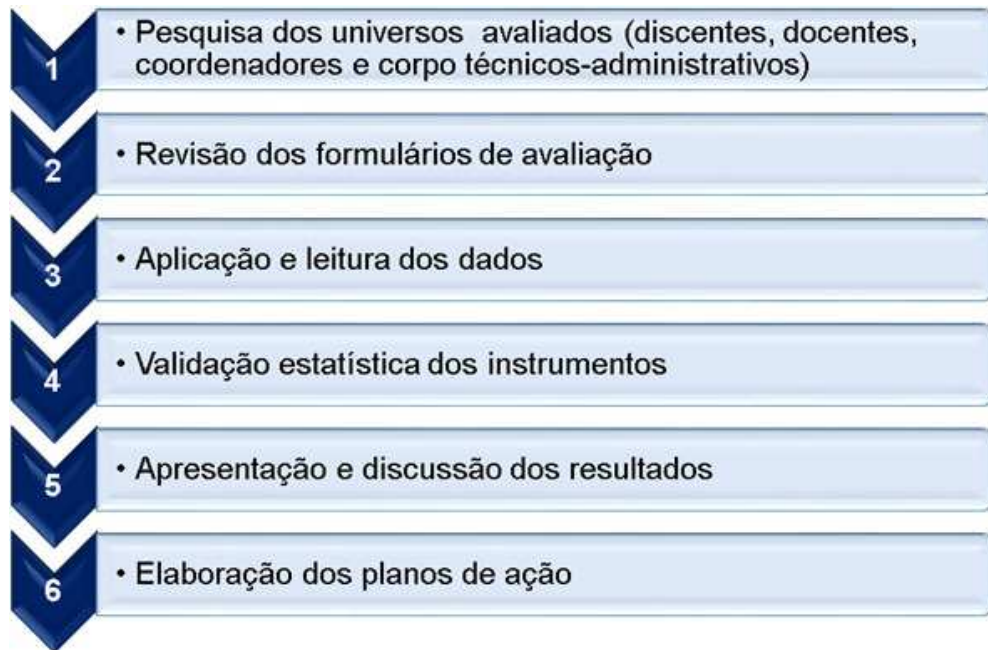 1
• Pesquisa dos universos avaliados (discentes, docentes,
coordenadores e corpo técnicos-administrativos)
2
• Revisão dos formulários de avaliação
3
• Aplicação e leitura dos dados
4
• Validação estatística dos instrumentos
5
• Apresentação e discussão dos resultados
6
• Elaboração dos planos de ação